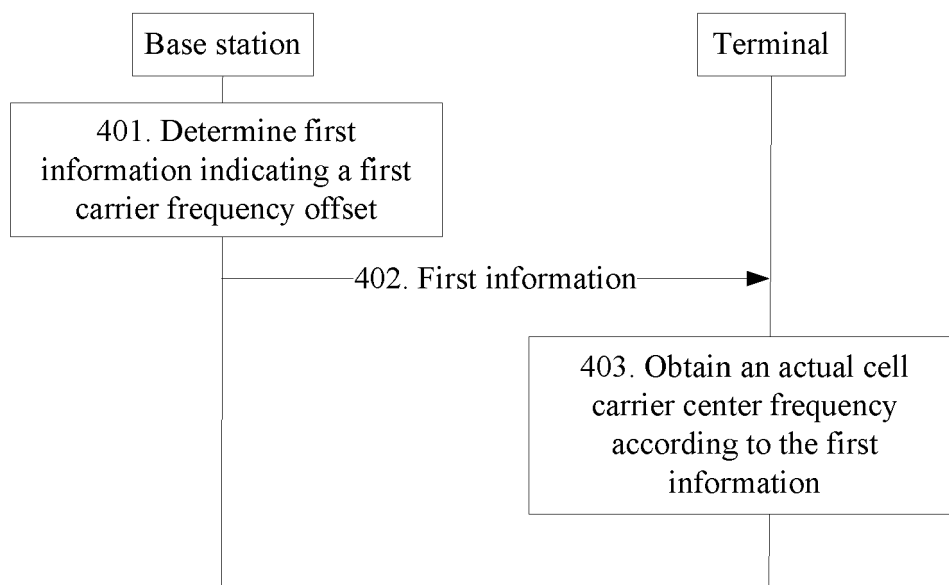 Base station
Terminal
401. Determine first
information indicating a first
carrier frequency offset
402. First information
403. Obtain an actual cell
carrier center frequency
according to the first
information